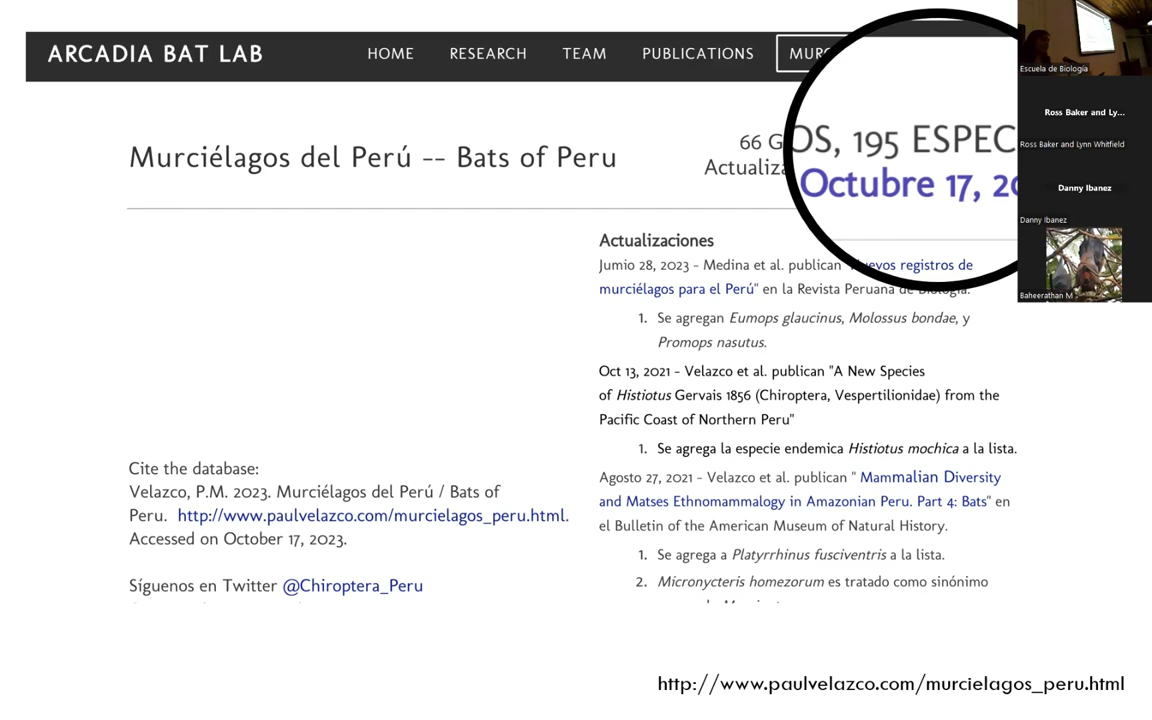 ARCADIA BAT LAB
HOME RESEARCH TEAM PUBLICATIONS
Murciélagos del Perú -- Bats of Peru
66
OS, 195 ESPEC
Octubre 17,
Actualizaciones
Jumio 28, 2023 - Medina et al. publican registros de
murciélagos para el Perú" en la Revista Peruana de Biología.
1. Se agregan Eumops glaucinus, Molossus bondae, y
Promops nasutus.
Oct 13, 2021 - Velazco et al. publican "A New Species
of Histiotus Gervais 1856 (Chiroptera, Vespertilionidae) from the
Pacific Coast of Northern Peru"
1. Se agrega la especie endemica Histiotus mochica a la lista.
Agosto 27, 2021 - Velazco et al. publican " Mammalian Diversity
and Matses Ethnomammalogy in Amazonian Peru. Part 4: Bats" en
el Bulletin of the American Museum of Natural History.
1. Se agrega a Platyrrhinus fusciventris a la lista.
2. Micronycteris homezorum es tratado como sinónimo
Cite the database:
Velazco, P.M. 2023. Murciélagos del Perú / Bats of
Peru. http://www.paulvelazco.com/murcielagos_peru.html.
Accessed on October 17, 2023.
Síguenos en Twitter @Chiroptera_Peru
http://www.paulvelazco.com/murcielagos_peru.html
Escuela de Biología
Ross Baker and Ly...
Ross Baker and Lynn Whitfield
Danny Ibanez
Danny Ibanez
Baheerathan M